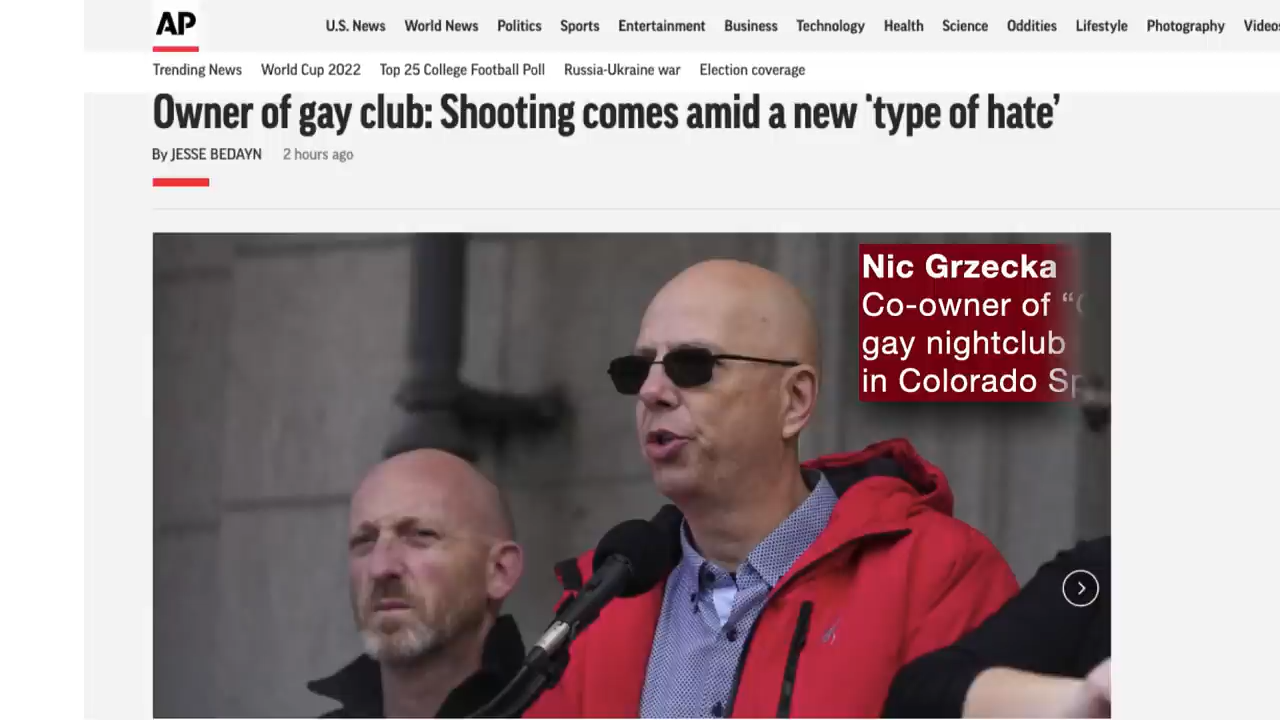 AP
U.S. News World News Politics Sports Entertainment Business Technology Health Science Oddities Lifestyle Photography
Trending News World Cup 2022 Top 25 College Football Poll Russia-Ukraine war Election coverage
Owner of gay club: Shooting comes amid a new ‘type of hate’
By JESSE BEDAYN 2 hours ago
Nic Grzecka
Co-owner of “
gay nightclub
in Colorado